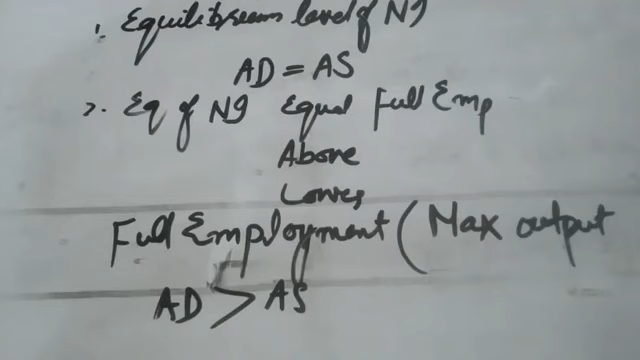 1. Equilibrium level of NI
AD = AS
2. Eq of NI Equal Full Emp
Above
Lower
Full Employment (Max output
AD > AS